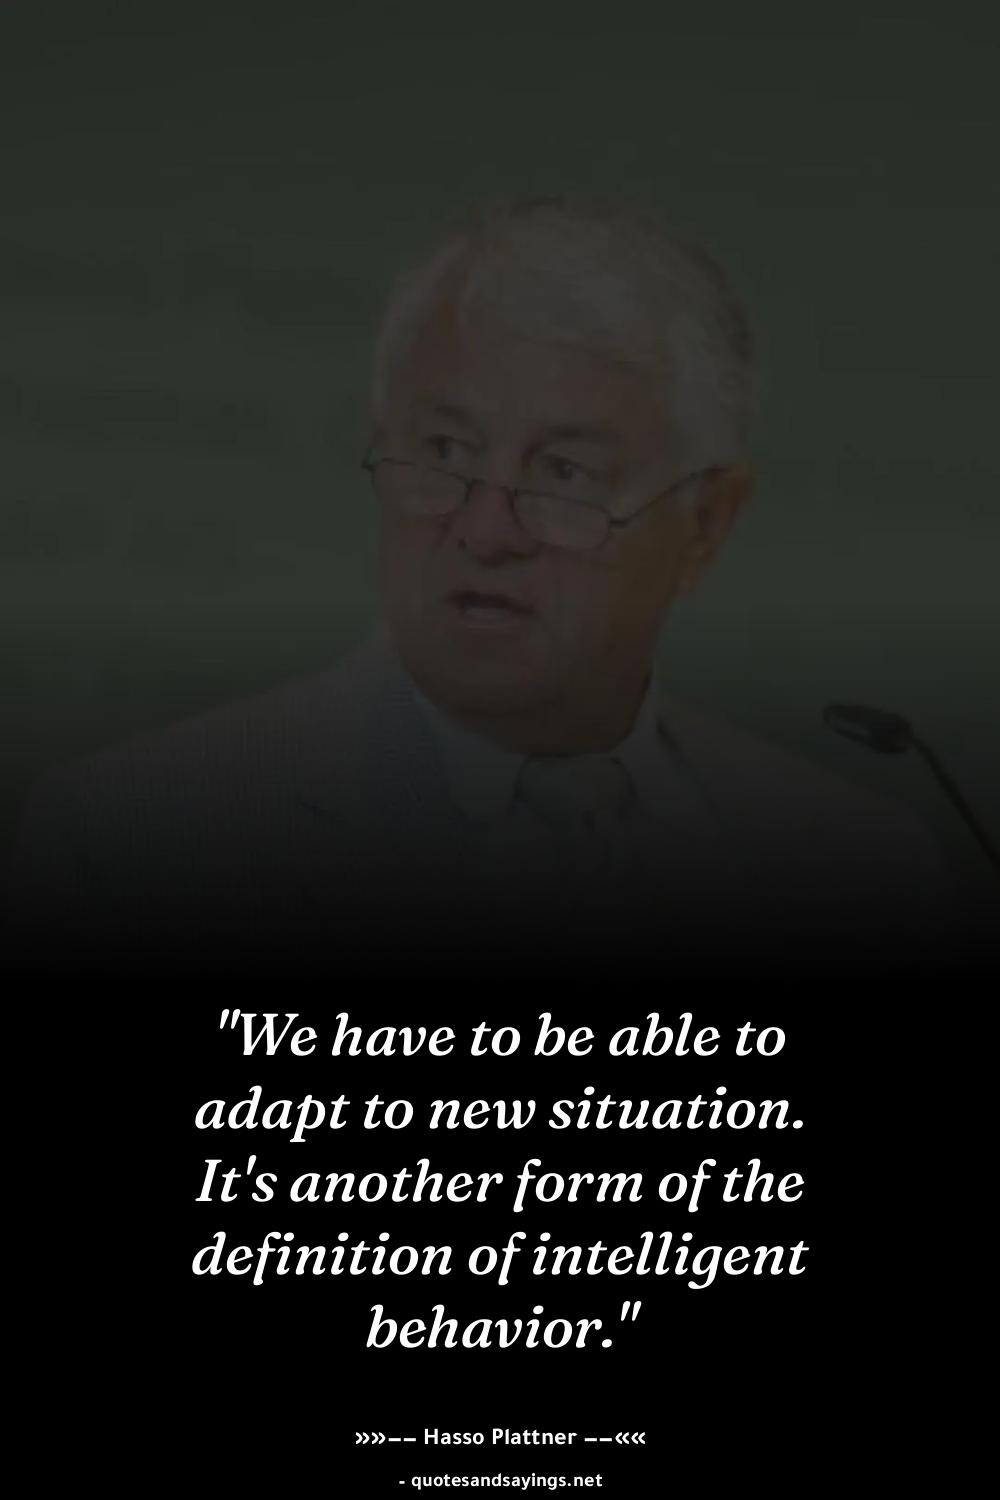 "We have to be able to
adapt to new situation.
It's another form of the
definition of intelligent
behavior."
»»—— Hasso Plattner ——««
- quotesandsayings.net